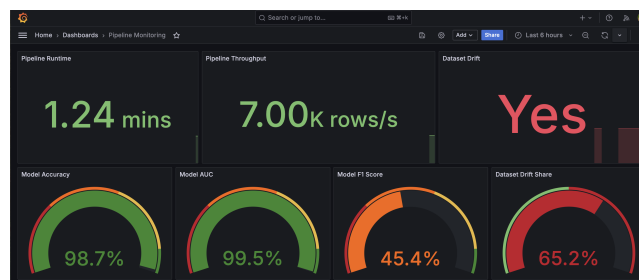 Search or jump to...
⌘+k
Home › Dashboards › Pipeline Monitoring
Add
Share
Last 6 hours
Pipeline Runtime
Pipeline Throughput
Dataset Drift
1.24 mins
7.00K rows/s
Yes
Model Accuracy
Model AUC
Model F1 Score
Dataset Drift Share
98.7%
99.5%
45.4%
65.2%